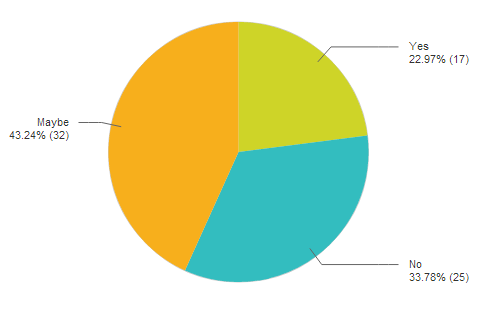 Yes
22.97% (17)
Maybe
43.24% (32)
No
33.78% (25)